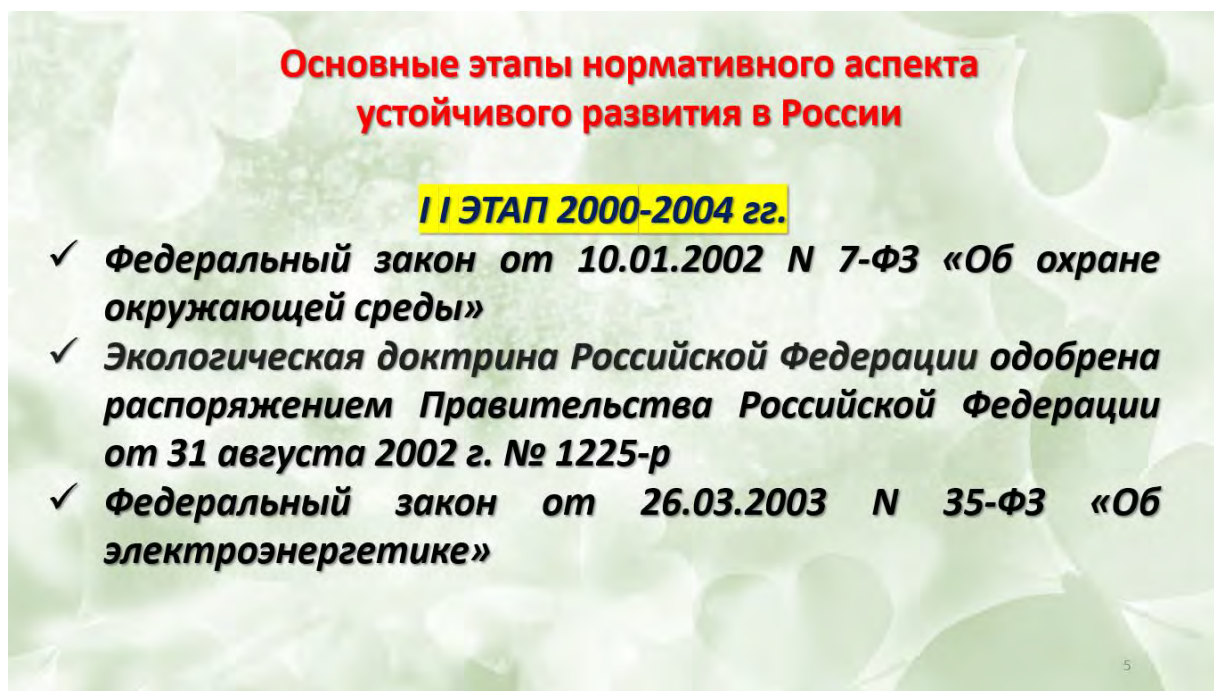 Основные этапы нормативного аспекта
устойчивого развития в России
I I ЭТАП 2000-2004 гг.
✓ Федеральный закон от 10.01.2002 N 7-ФЗ «Об охране
окружающей среды»
✓ Экологическая доктрина Российской Федерации одобрена
распоряжением Правительства Российской Федерации
от 31 августа 2002 г. № 1225-р
✓ Федеральный закон от 26.03.2003 N 35-ФЗ «Об
электроэнергетике»
5